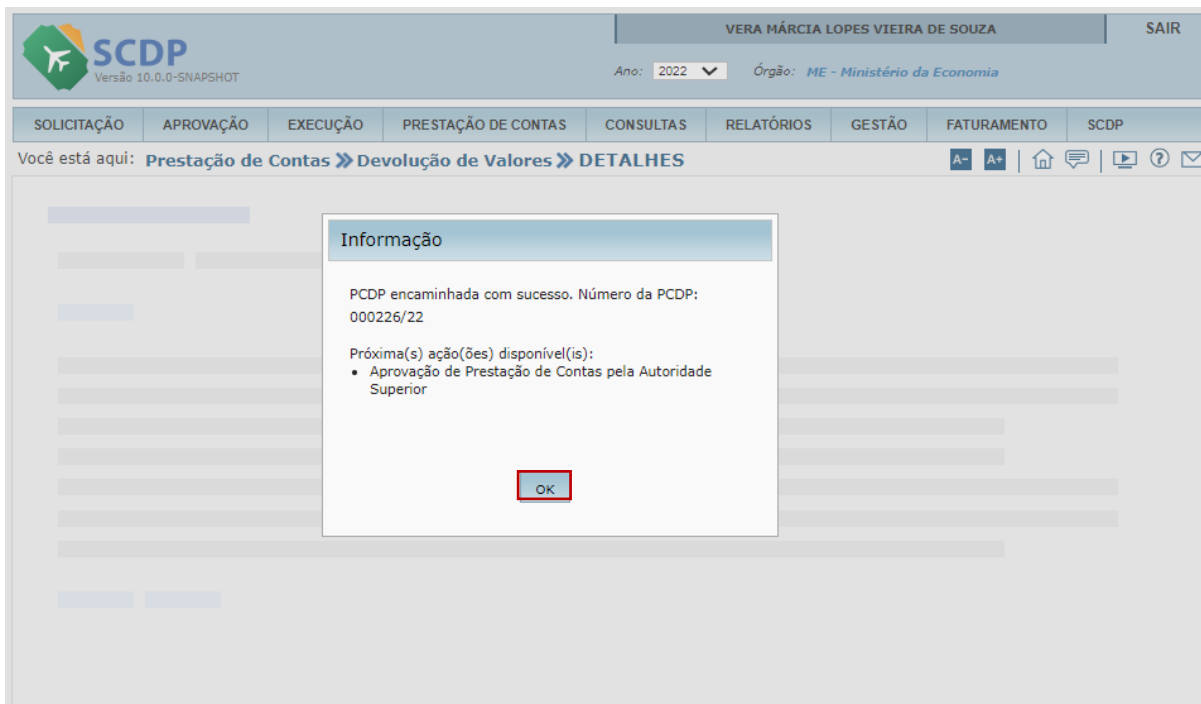 VERA MÁRCIA LOPES VIEIRA DE SOUZA SAIR
SCDP
Versão 10.0.0-SNAPSHOT
Ano: 2022 Órgão: ME - Ministério da Economia
SOLICITAÇÃO APROVAÇÃO EXECUÇÃO PRESTAÇÃO DE CONTAS CONSULTAS RELATÓRIOS GESTÃO FATURAMENTO SCDP
Você está aqui: Prestação de Contas Devolução de Valores DETALHES A- A+ ?
Informação
PCDP encaminhada com sucesso. Número da PCDP:
000226/22
Próxima(s) ação(ões) disponível(is):
• Aprovação de Prestação de Contas pela Autoridade
Superior
OK